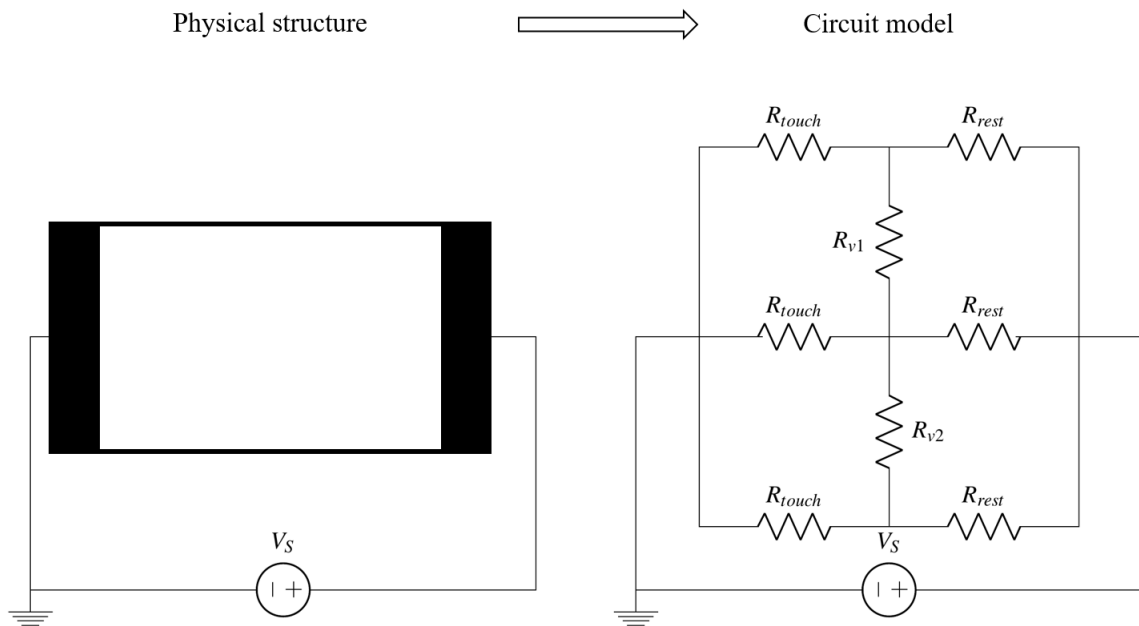 Physical structure
Circuit model
R_touch
R_rest
R_v1
R_touch
R_rest
R_v2
R_touch
R_rest
V_S
V_S